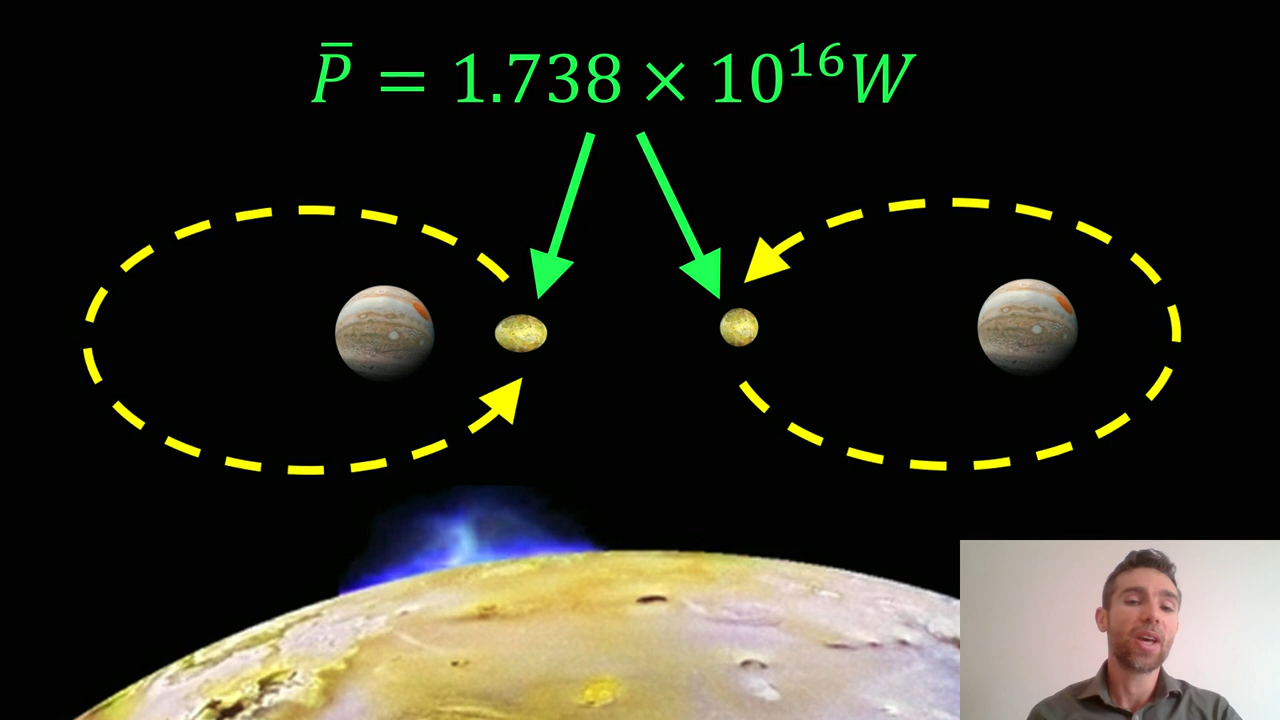 P̅ = 1.738 × 10¹⁶W